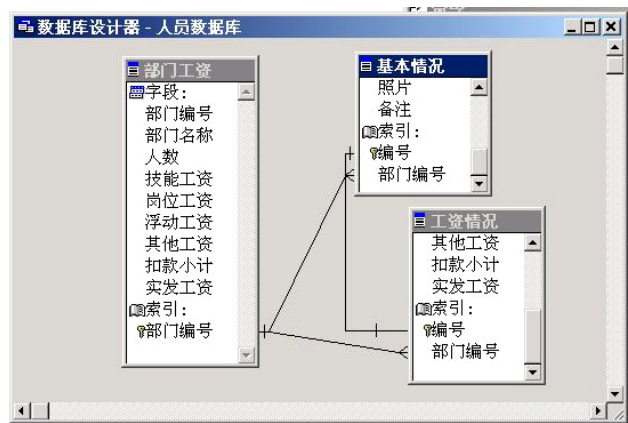 数据库设计器 - 人员数据库
部门工资
字段:
部门编号
部门名称
人数
技能工资
岗位工资
浮动工资
其他工资
扣款小计
实发工资
索引:
部门编号
基本情况
照片
备注
索引:
编号
部门编号
工资情况
其他工资
扣款小计
实发工资
索引:
编号
部门编号